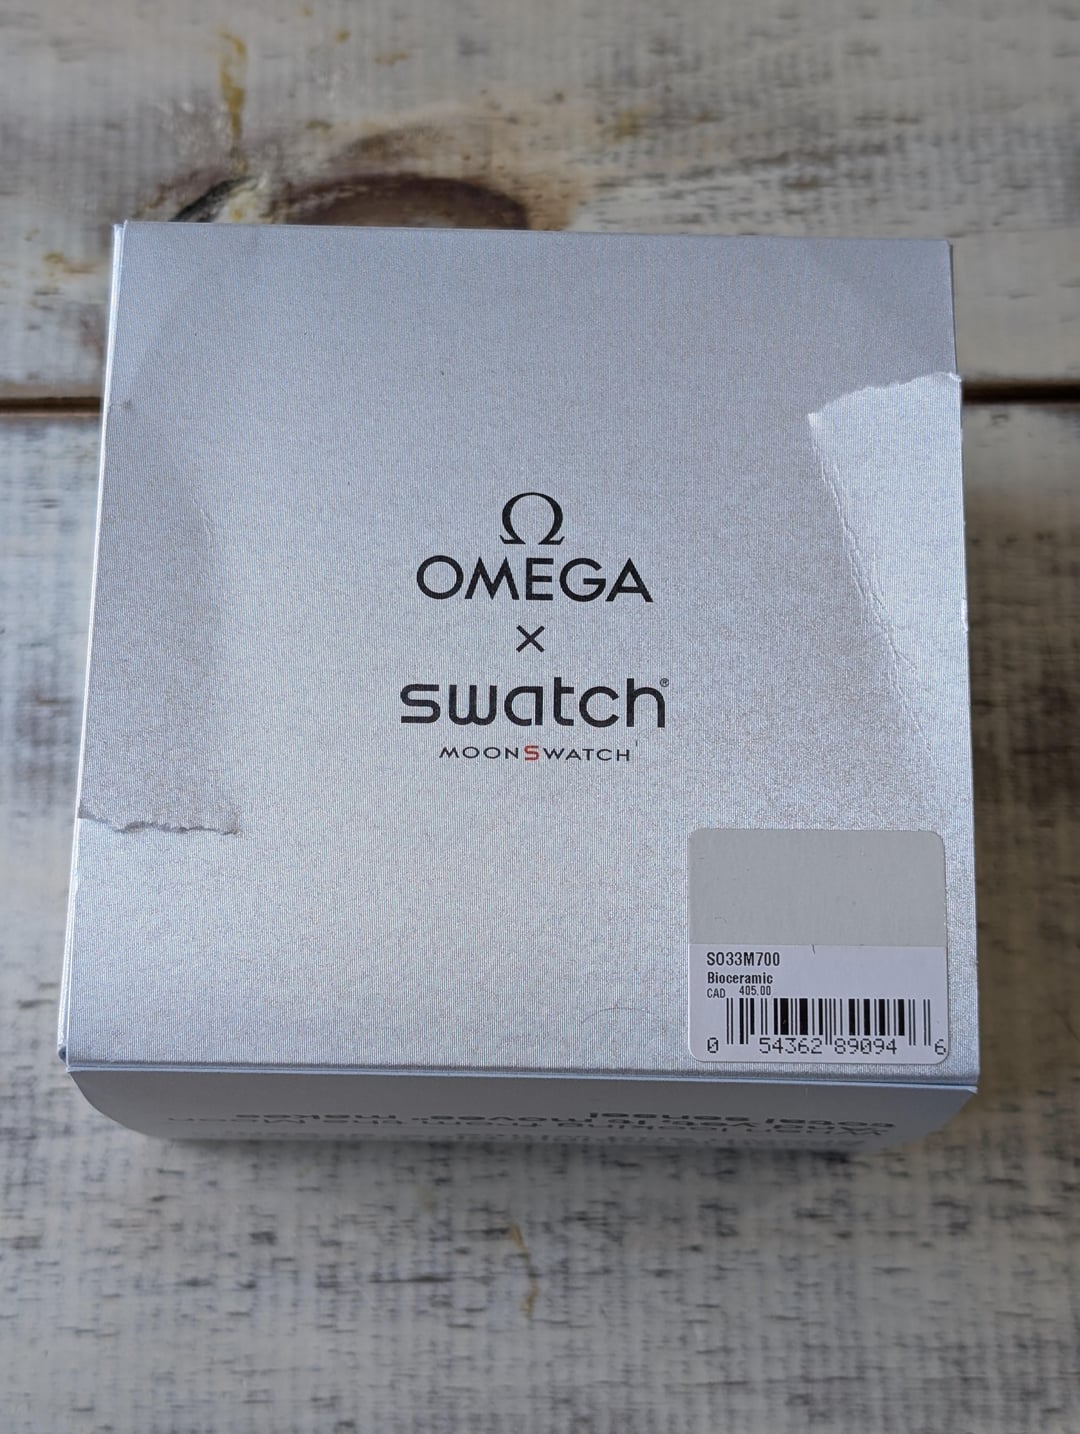 Ω
OMEGA
×
swatch®
MOONSWATCH
SO33M700
Bioceramic
CAD 405.00
0 54362 89094 6